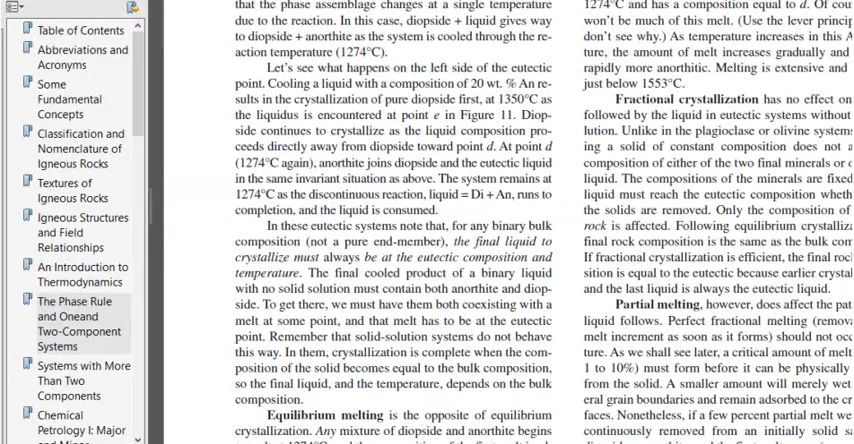 Table of Contents
Abbreviations and
Acronyms
Some
Fundamental
Concepts
Classification and
Nomenclature of
Igneous Rocks
Textures of
Igneous Rocks
Igneous Structures
and Field
Relationships
An Introduction to
Thermodynamics
The Phase Rule
and Oneand
Two-Component
Systems
Systems with More
Than Two
Components
Chemical
Petrology I: Major
and Minor
that the phase assemblage changes at a single temperature
due to the reaction. In this case, diopside + liquid gives way
to diopside + anorthite as the system is cooled through the re-
action temperature (1274°C).
Let's see what happens on the left side of the eutectic
point. Cooling a liquid with a composition of 20 wt. % An re-
sults in the crystallization of pure diopside first, at 1350°C as
the liquidus is encountered at point e in Figure 11. Diop-
side continues to crystallize as the liquid composition pro-
ceeds directly away from diopside toward point d. At point d
(1274°C again), anorthite joins diopside and the eutectic liquid
in the same invariant situation as above. The system remains at
1274°C as the discontinuous reaction, liquid = Di + An, runs to
completion, and the liquid is consumed.
In these eutectic systems note that, for any binary bulk
composition (not a pure end-member), the final liquid to
crystallize must always be at the eutectic composition and
temperature. The final cooled product of a binary liquid
with no solid solution must contain both anorthite and diop-
side. To get there, we must have them both coexisting with a
melt at some point, and that melt has to be at the eutectic
point. Remember that solid-solution systems do not behave
this way. In them, crystallization is complete when the com-
position of the solid becomes equal to the bulk composition,
so the final liquid, and the temperature, depends on the bulk
composition.
Equilibrium melting is the opposite of equilibrium
crystallization. Any mixture of diopside and anorthite begins
1274°C and has a composition equal to d. Of cour
won't be much of this melt. (Use the lever princip
don't see why.) As temperature increases in this A
ture, the amount of melt increases gradually and
rapidly more anorthitic. Melting is extensive and
just below 1553°C.
Fractional crystallization has no effect on
followed by the liquid in eutectic systems without
lution. Unlike in the plagioclase or olivine systems
ing a solid of constant composition does not a
composition of either of the two final minerals or o
liquid. The compositions of the minerals are fixed
liquid must reach the eutectic composition wheth
the solids are removed. Only the composition of
rock is affected. Following equilibrium crystalliza
final rock composition is the same as the bulk com
If fractional crystallization is efficient, the final rock
sition is equal to the eutectic because earlier crystal
and the last liquid is always the eutectic liquid.
Partial melting, however, does affect the pat
liquid follows. Perfect fractional melting (remova
melt increment as soon as it forms) should not occ
ture. As we shall see later, a critical amount of melt
1 to 10%) must form before it can be physically
from the solid. A smaller amount will merely wet
eral grain boundaries and remain adsorbed to the cr
faces. Nonetheless, if a few percent partial melt we
continuously removed from an initially solid sa